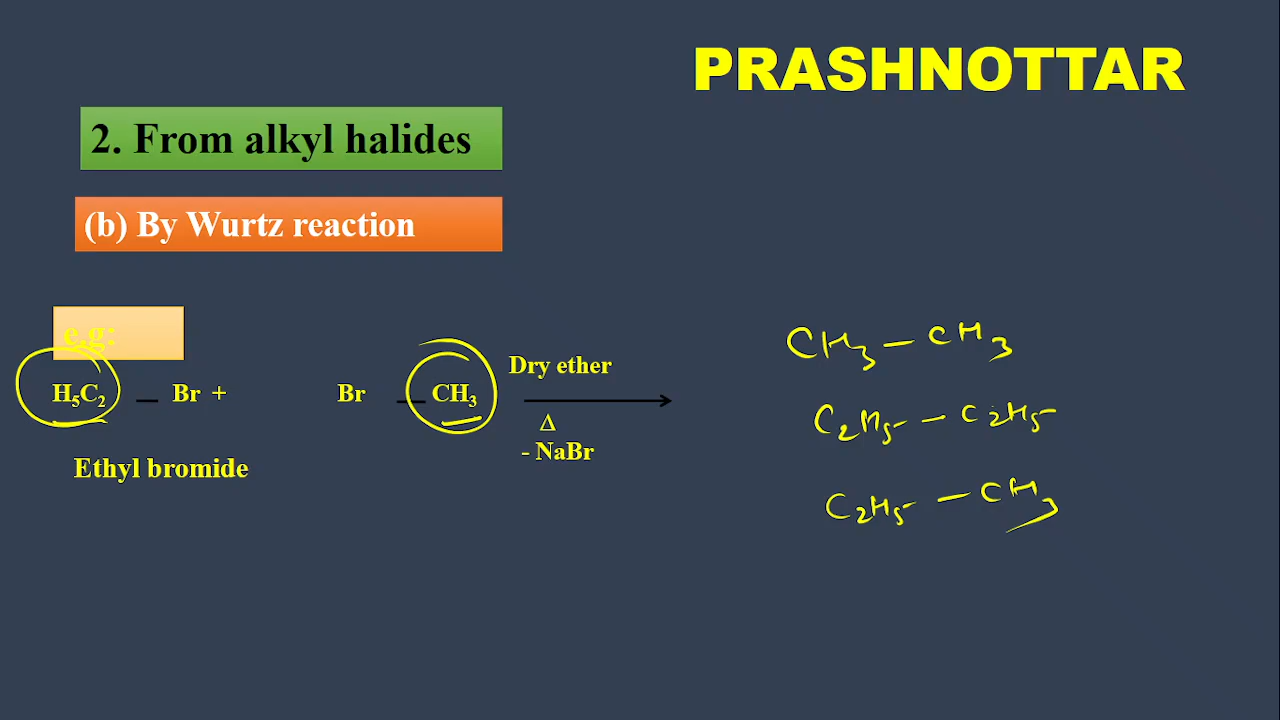 PRASHNOTTAR
2. From alkyl halides
(b) By Wurtz reaction
e.g:
H₅C₂ — Br + Br — CH₃
Dry ether
Δ
- NaBr
Ethyl bromide
CH₃ — CH₃
C₂H₅ — C₂H₅
C₂H₅ — CH₃